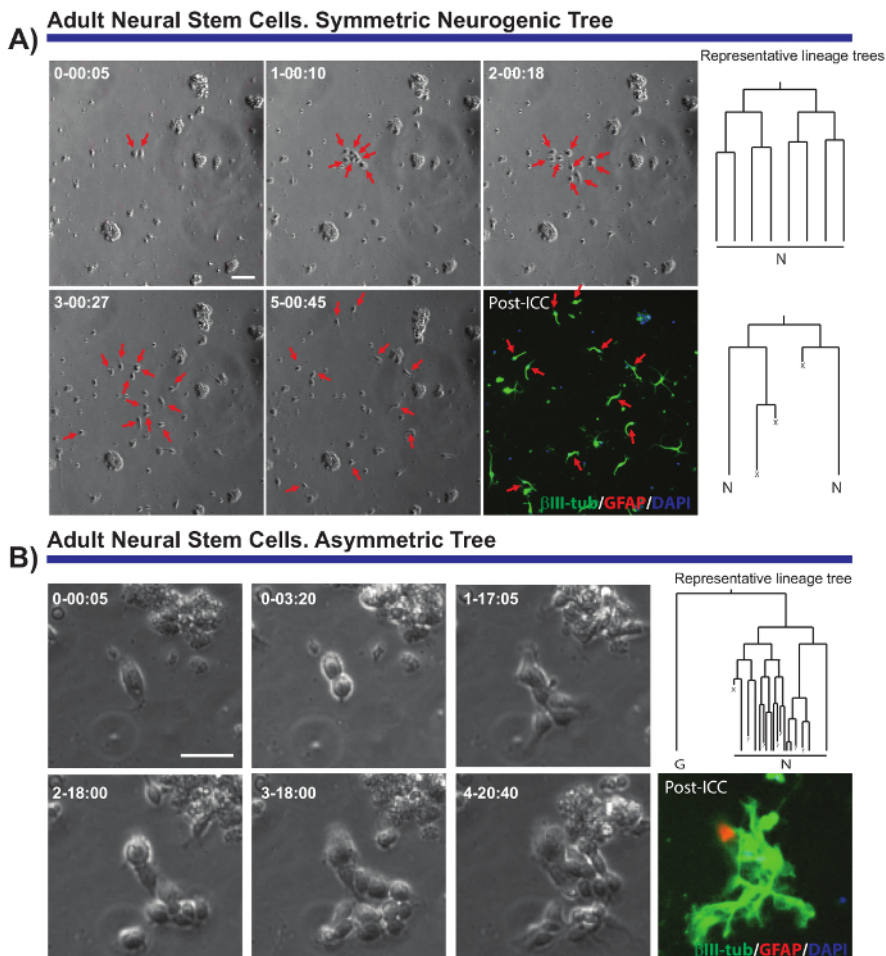 Adult Neural Stem Cells. Symmetric Neurogenic Tree
A)
Representative lineage trees
0-00:05
1-00:10
2-00:18
N
3-00:27
5-00:45
Post-ICC
βIII-tub/GFAP/DAPI
x
x
x
N
N
Adult Neural Stem Cells. Asymmetric Tree
B)
Representative lineage tree
0-00:05
0-03:20
1-17:05
x
G
N
2-18:00
3-18:00
4-20:40
Post-ICC
βIII-tub/GFAP/DAPI